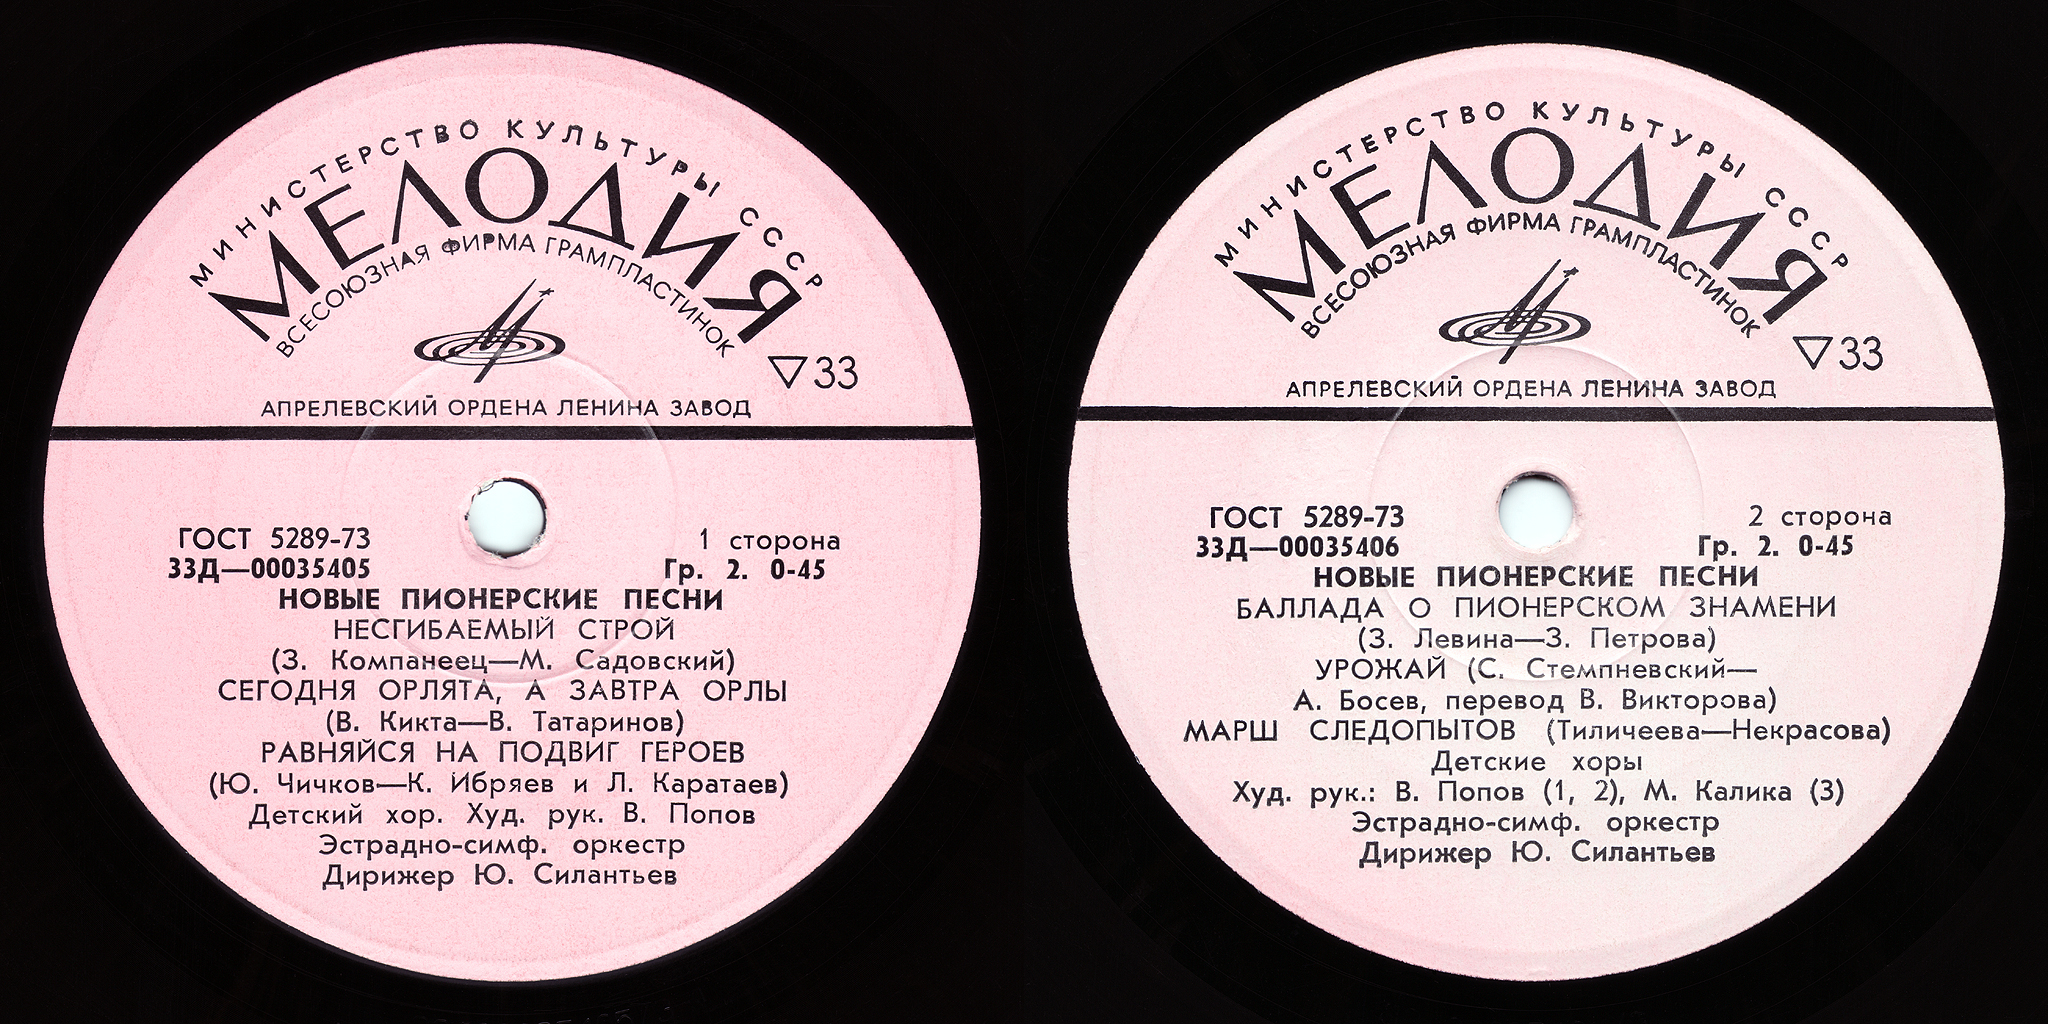 МИНИСТЕРСТВО КУЛЬТУРЫ СССР
МЕЛОДИЯ
ВСЕСОЮЗНАЯ ФИРМА ГРАМПЛАСТИНОК
33
АПРЕЛЕВСКИЙ ОРДЕНА ЛЕНИНА ЗАВОД
ГОСТ 5289-73
1 сторона
33Д—00035405
Гр. 2. 0-45
НОВЫЕ ПИОНЕРСКИЕ ПЕСНИ
НЕСГИБАЕМЫЙ СТРОЙ
(З. Компанеец—М. Садовский)
СЕГОДНЯ ОРЛЯТА, А ЗАВТРА ОРЛЫ
(В. Кикта—В. Татаринов)
РАВНЯЙСЯ НА ПОДВИГ ГЕРОЕВ
(Ю. Чичков—К. Ибряев и Л. Каратаев)
Детский хор. Худ. рук. В. Попов
Эстрадно-симф. оркестр
Дирижер Ю. Силантьев
МИНИСТЕРСТВО КУЛЬТУРЫ СССР
МЕЛОДИЯ
ВСЕСОЮЗНАЯ ФИРМА ГРАМПЛАСТИНОК
33
АПРЕЛЕВСКИЙ ОРДЕНА ЛЕНИНА ЗАВОД
ГОСТ 5289-73
2 сторона
33Д—00035406
Гр. 2. 0-45
НОВЫЕ ПИОНЕРСКИЕ ПЕСНИ
БАЛЛАДА О ПИОНЕРСКОМ ЗНАМЕНИ
(З. Левина—З. Петрова)
УРОЖАЙ (С. Стемпневский—
А. Босев, перевод В. Викторова)
МАРШ СЛЕДОПЫТОВ (Тиличеева—Некрасова)
Детские хоры
Худ. рук.: В. Попов (1, 2), М. Калика (3)
Эстрадно-симф. оркестр
Дирижер Ю. Силантьев